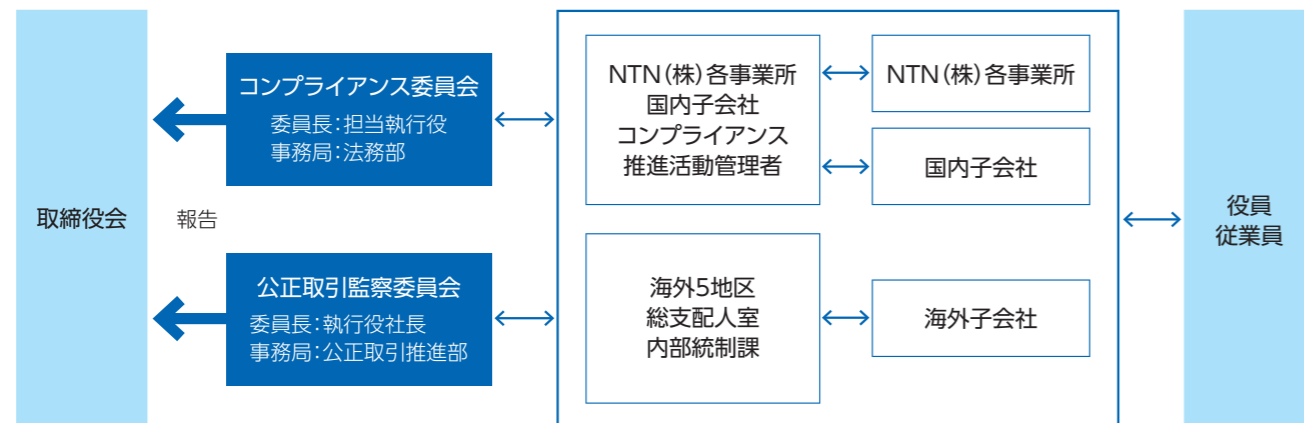 取締役会
報告
コンプライアンス委員会
委員長：担当執行役
事務局：法務部
公正取引監察委員会
委員長：執行役社長
事務局：公正取引推進部
NTN（株）各事業所
国内子会社
コンプライアンス
推進活動管理者
NTN（株）各事業所
国内子会社
海外5地区
総支配人室
内部統制課
海外子会社
役員
従業員